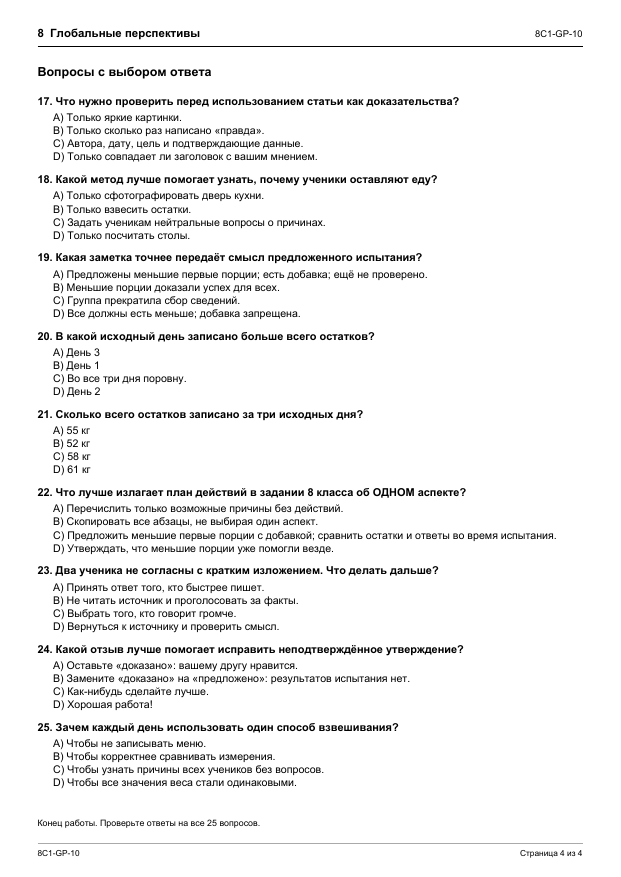 8 Глобальные перспективы
8C1-GP-10
Вопросы с выбором ответа
17. Что нужно проверить перед использованием статьи как доказательства?
A) Только яркие картинки.
B) Только сколько раз написано «правда».
C) Автора, дату, цель и подтверждающие данные.
D) Только совпадает ли заголовок с вашим мнением.
18. Какой метод лучше помогает узнать, почему ученики оставляют еду?
A) Только сфотографировать дверь кухни.
B) Только взвесить остатки.
C) Задать ученикам нейтральные вопросы о причинах.
D) Только посчитать столы.
19. Какая заметка точнее передаёт смысл предложенного испытания?
A) Предложены меньшие первые порции; есть добавка; ещё не проверено.
B) Меньшие порции доказали успех для всех.
C) Группа прекратила сбор сведений.
D) Все должны есть меньше; добавка запрещена.
20. В какой исходный день записано больше всего остатков?
A) День 3
B) День 1
C) Во все три дня поровну.
D) День 2
21. Сколько всего остатков записано за три исходных дня?
A) 55 кг
B) 52 кг
C) 58 кг
D) 61 кг
22. Что лучше излагает план действий в задании 8 класса об ОДНОМ аспекте?
A) Перечислить только возможные причины без действий.
B) Скопировать все абзацы, не выбирая один аспект.
C) Предложить меньшие первые порции с добавкой; сравнить остатки и ответы во время испытания.
D) Утверждать, что меньшие порции уже помогли везде.
23. Два ученика не согласны с кратким изложением. Что делать дальше?
A) Принять ответ того, кто быстрее пишет.
B) Не читать источник и проголосовать за факты.
C) Выбрать того, кто говорит громче.
D) Вернуться к источнику и проверить смысл.
24. Какой отзыв лучше помогает исправить неподтверждённое утверждение?
A) Оставьте «доказано»: вашему другу нравится.
B) Замените «доказано» на «предложено»: результатов испытания нет.
C) Как-нибудь сделайте лучше.
D) Хорошая работа!
25. Зачем каждый день использовать один способ взвешивания?
A) Чтобы не записывать меню.
B) Чтобы корректнее сравнивать измерения.
C) Чтобы узнать причины всех учеников без вопросов.
D) Чтобы все значения веса стали одинаковыми.
Конец работы. Проверьте ответы на все 25 вопросов.
8C1-GP-10
Страница 4 из 4